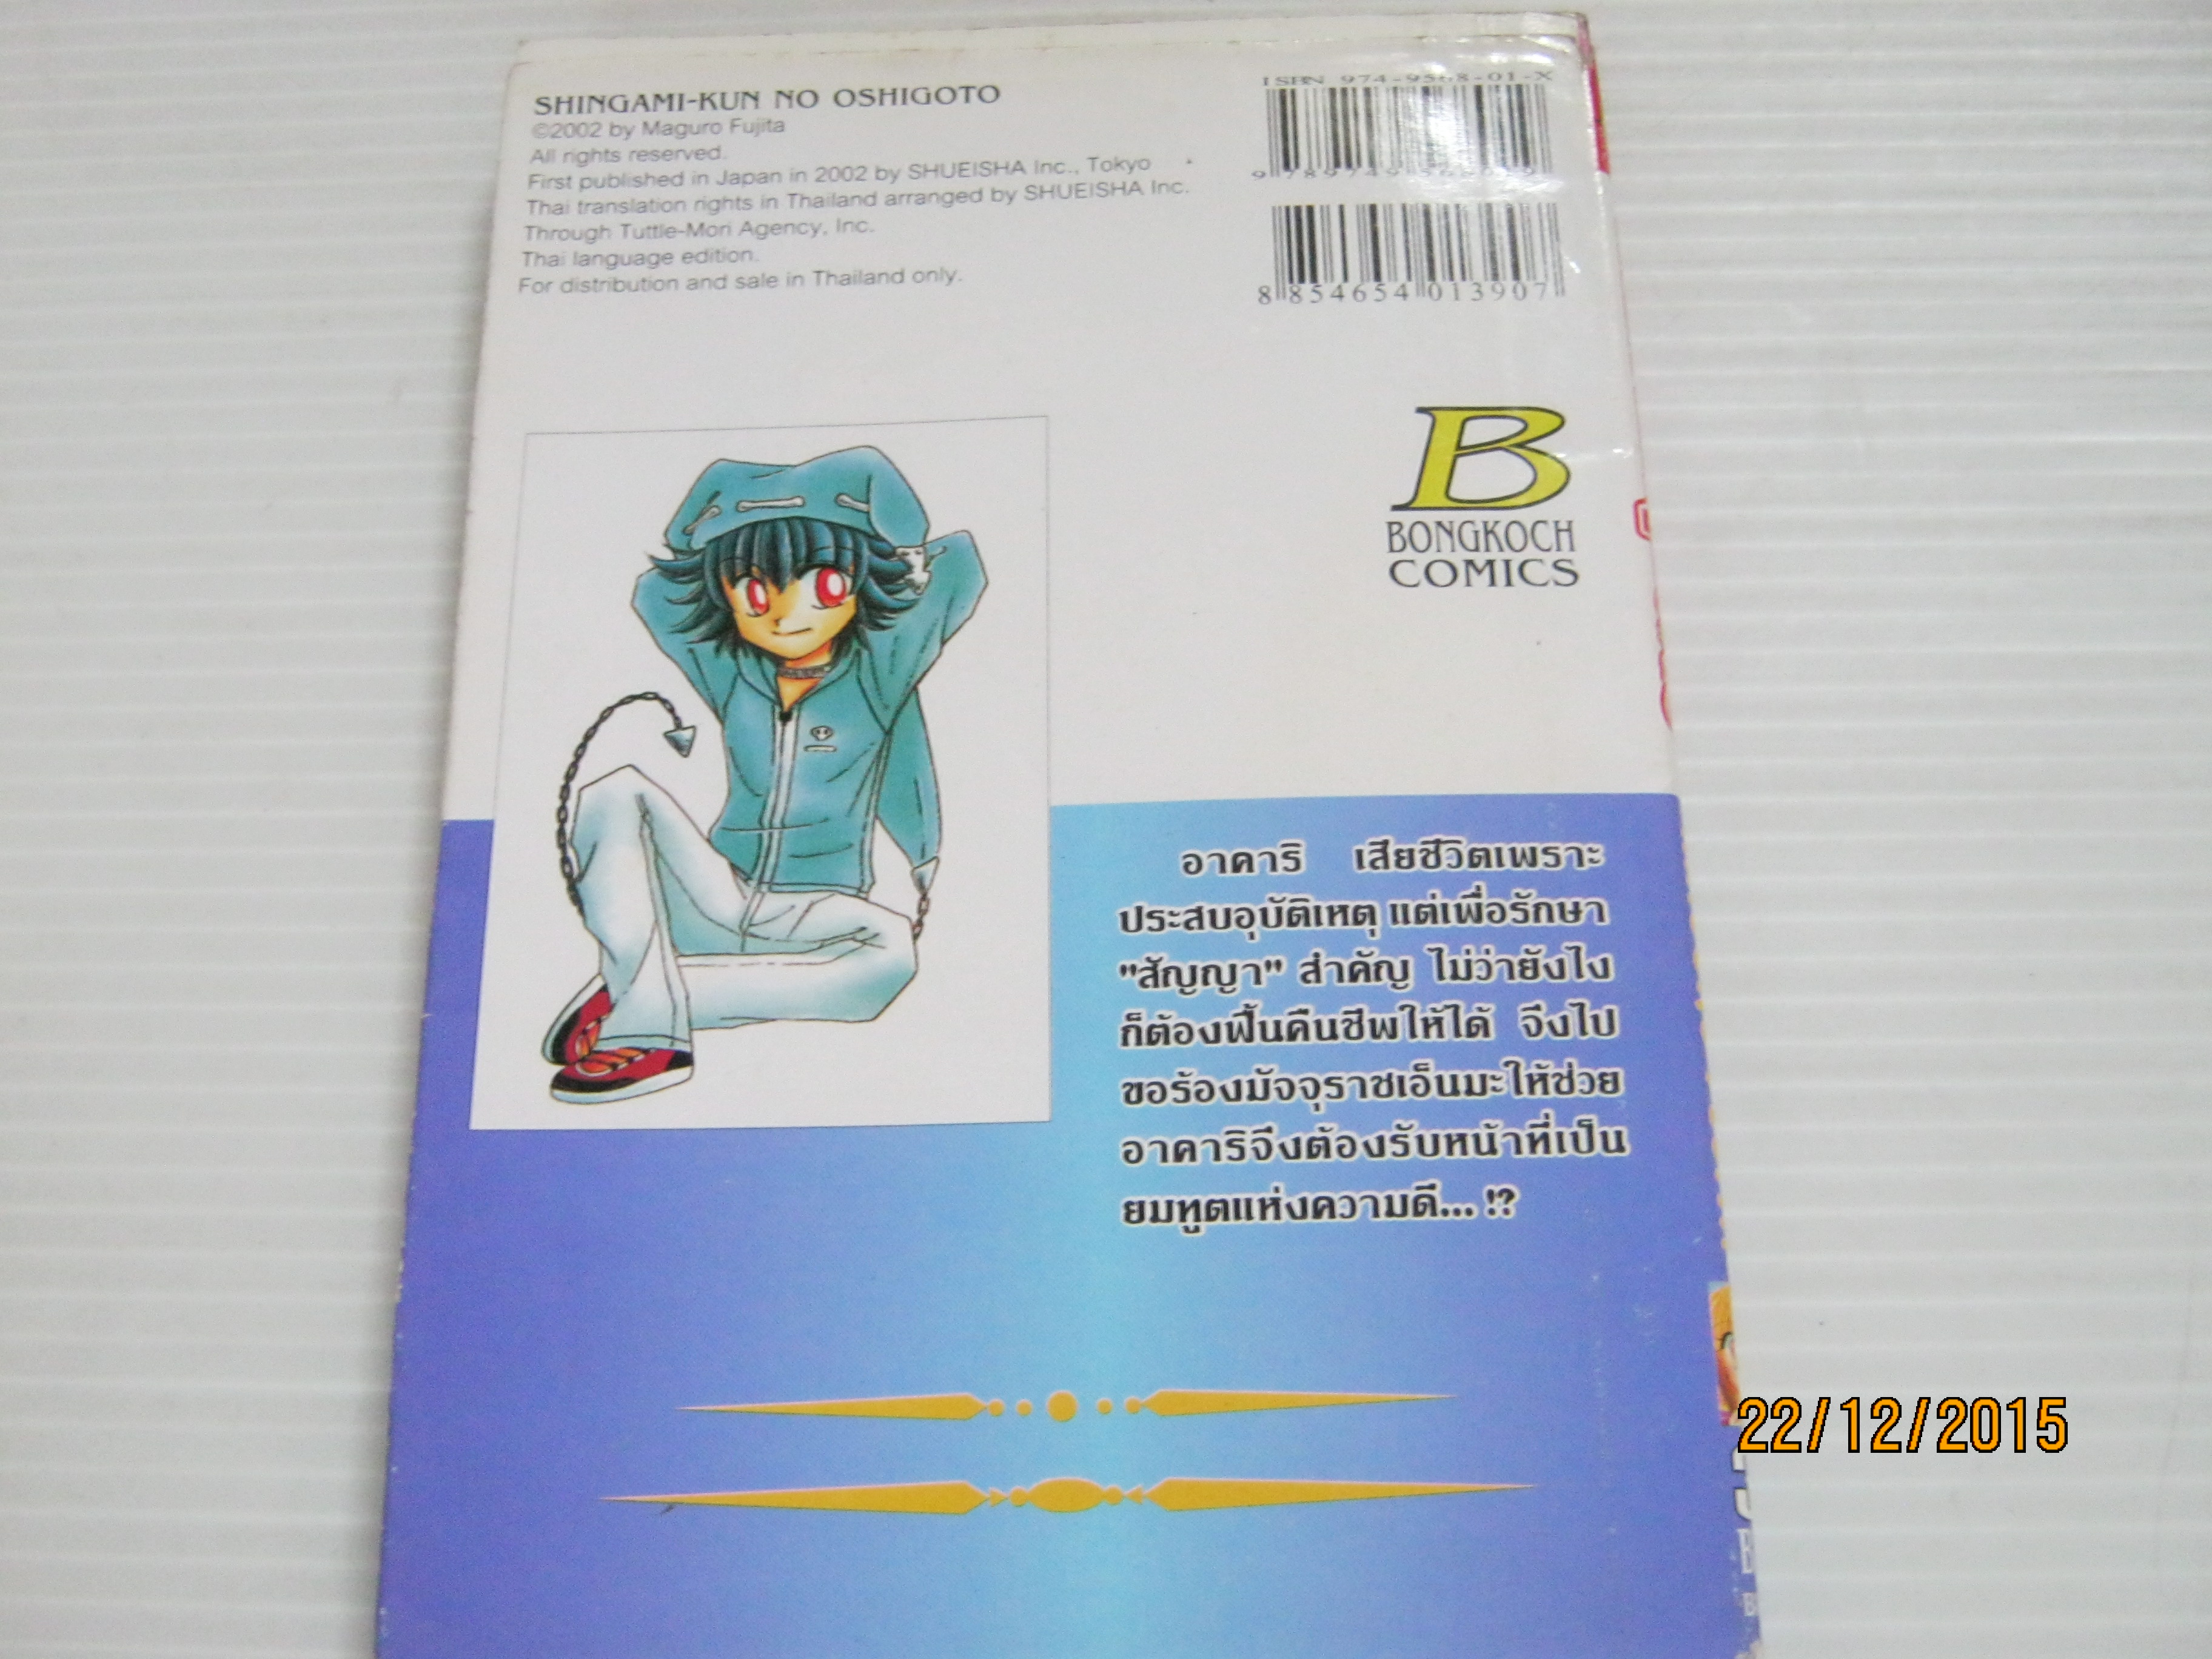 SHINGAMI-KUN NO OSHIGOTO
©2002 by Maguro Fujita
All rights reserved.
First published in Japan in 2002 by SHUEISHA Inc., Tokyo
Thai translation rights in Thailand arranged by SHUEISHA Inc.
Through Tuttle-Mori Agency, Inc.
Thai language edition.
For distribution and sale in Thailand only.
ISBN 974-9568-01-X
8 854654 013907
B
BONGKOCH
COMICS
อาคาริ เสียชีวิตเพราะ
ประสบอุบัติเหตุ แต่เพื่อรักษา
"สัญญา" สำคัญ ไม่ว่ายังไง
ก็ต้องฟื้นคืนชีพให้ได้ จึงไป
ขอร้องมัจจุราชเอ็นมะให้ช่วย
อาคาริจึงต้องรับหน้าที่เป็น
ยมทูตแห่งความดี... !?
22/12/2015